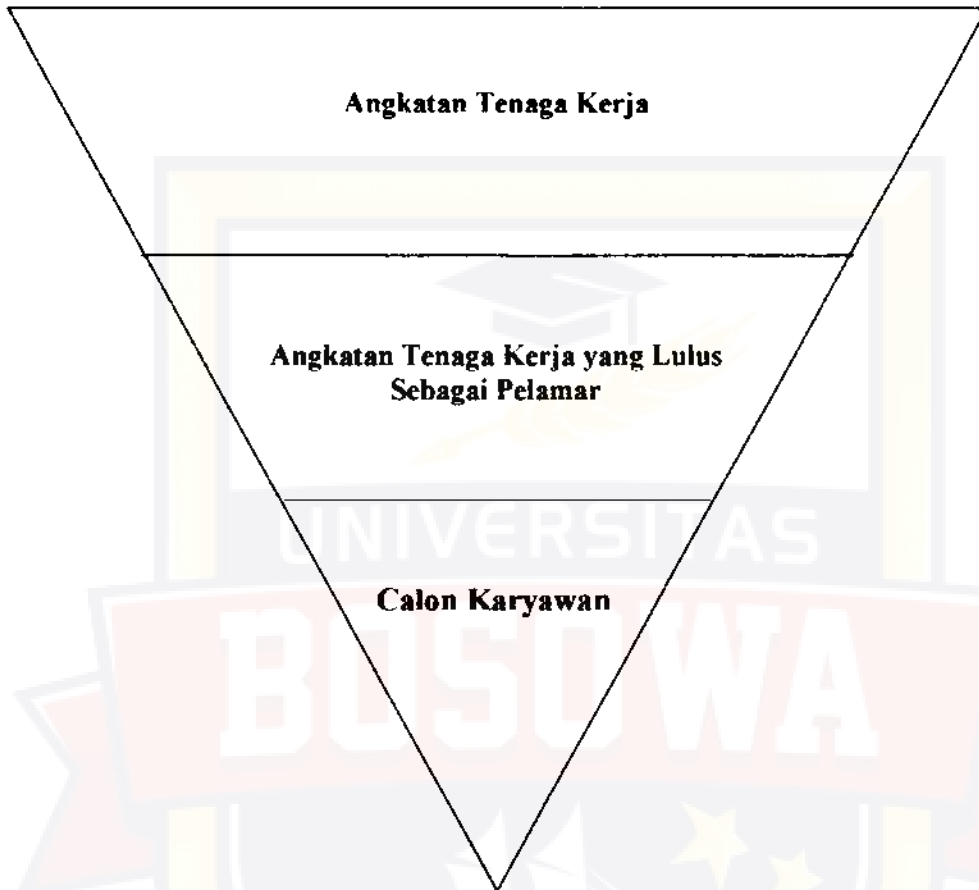 Angkatan Tenaga Kerja
Angkatan Tenaga Kerja yang Lulus
Sebagai Pelamar
UNIVERSITAS
Calon Karyawan
BOSOWA